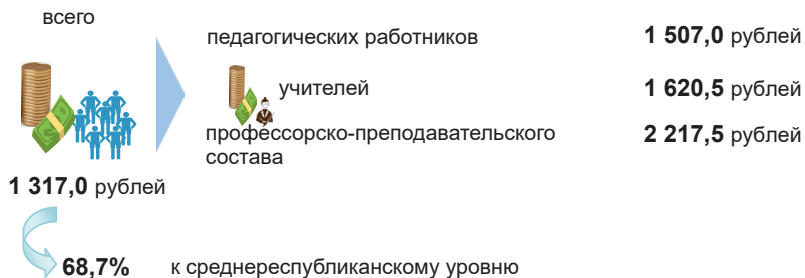 всего
педагогических работников 1 507,0 рублей
учителей 1 620,5 рублей
профессорско-преподавательского 2 217,5 рублей
состава
1 317,0 рублей
68,7% к среднереспубликанскому уровню